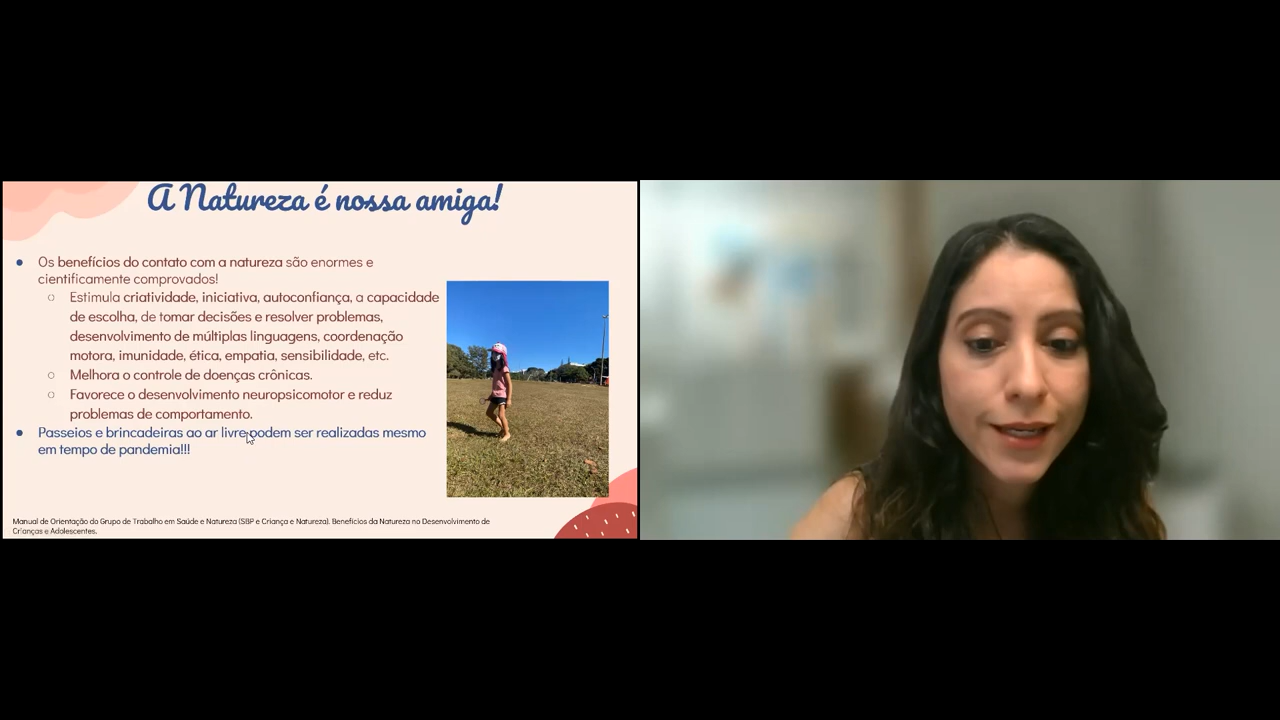 A Natureza é nossa amiga!
Os benefícios do contato com a natureza são enormes e
cientificamente comprovados!
Estimula criatividade, iniciativa, autoconfiança, a capacidade
de escolha, de tomar decisões e resolver problemas,
desenvolvimento de múltiplas linguagens, coordenação
motora, imunidade, ética, empatia, sensibilidade, etc.
Melhora o controle de doenças crônicas.
Favorece o desenvolvimento neuropsicomotor e reduz
problemas de comportamento.
Passeios e brincadeiras ao ar livre podem ser realizadas mesmo
em tempo de pandemia!!!
Manual de Orientação do Grupo de Trabalho em Saúde e Natureza (SBP e Criança e Natureza). Benefícios da Natureza no Desenvolvimento de
Crianças e Adolescentes.